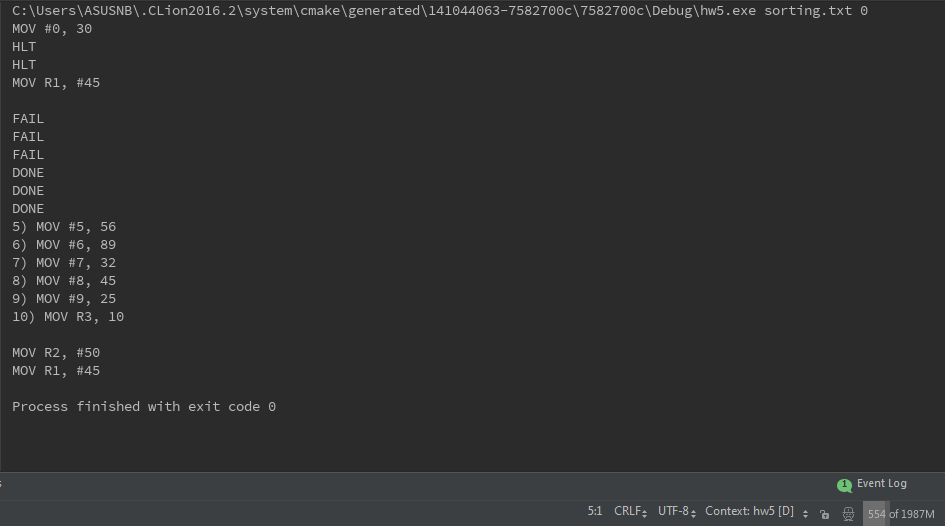 C:\Users\ASUSNB\.CLion2016.2\system\cmake\generated\141044063-7582700c\7582700c\Debug\hw5.exe sorting.txt 0
MOV #0, 30
HLT
HLT
MOV R1, #45
FAIL
FAIL
FAIL
DONE
DONE
DONE
5) MOV #5, 56
6) MOV #6, 89
7) MOV #7, 32
8) MOV #8, 45
9) MOV #9, 25
10) MOV R3, 10
MOV R2, #50
MOV R1, #45
Process finished with exit code 0
1 Event Log
5:1 CRLF UTF-8 Context: hw5 [D] 554 of 1987M